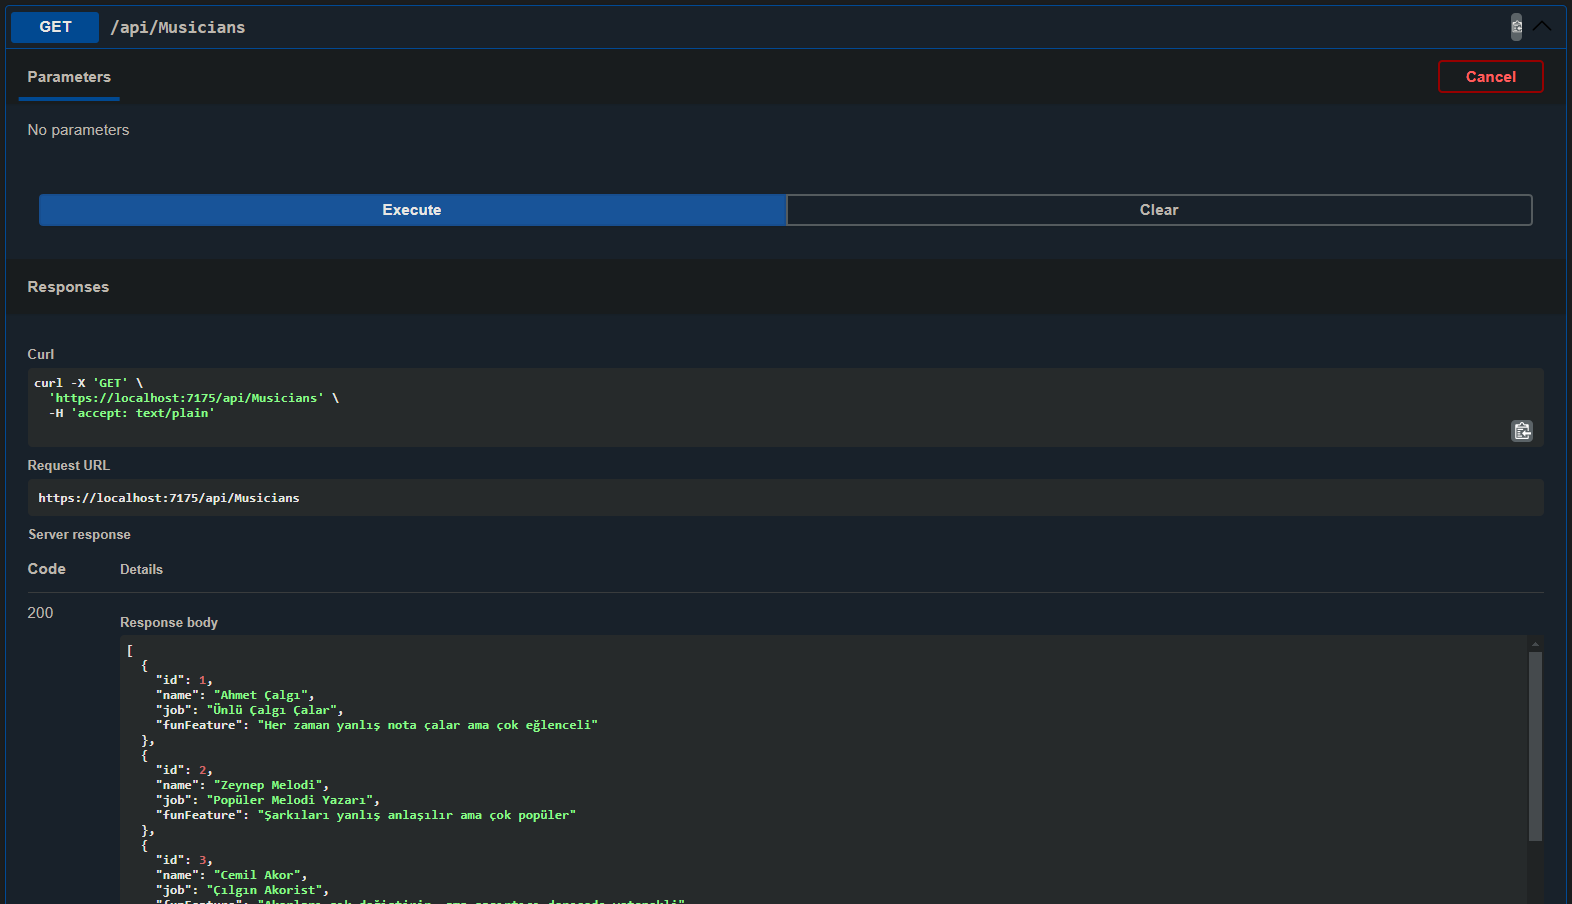 GET /api/Musicians
Parameters
Cancel
No parameters
Execute
Clear
Responses
Curl
curl -X 'GET' \
'https://localhost:7175/api/Musicians' \
-H 'accept: text/plain'
Request URL
https://localhost:7175/api/Musicians
Server response
Code Details
200
Response body
[
{
"id": 1,
"name": "Ahmet Çalgı",
"job": "Ünlü Çalgı Çalar",
"funFeature": "Her zaman yanlış nota çalar ama çok eğlenceli"
},
{
"id": 2,
"name": "Zeynep Melodi",
"job": "Popüler Melodi Yazarı",
"funFeature": "Şarkıları yanlış anlaşılır ama çok popüler"
},
{
"id": 3,
"name": "Cemil Akor",
"job": "Çılgın Akorist",